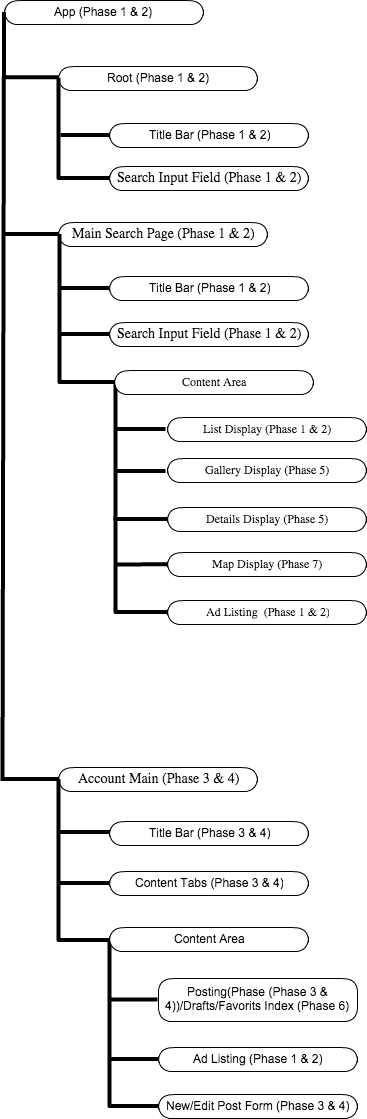 App (Phase 1 & 2)
Root (Phase 1 & 2)
Title Bar (Phase 1 & 2)
Search Input Field (Phase 1 & 2)
Main Search Page (Phase 1 & 2)
Title Bar (Phase 1 & 2)
Search Input Field (Phase 1 & 2)
Content Area
List Display (Phase 1 & 2)
Gallery Display (Phase 5)
Details Display (Phase 5)
Map Display (Phase 7)
Ad Listing  (Phase 1 & 2)
Account Main (Phase 3 & 4)
Title Bar (Phase 3 & 4)
Content Tabs (Phase 3 & 4)
Content Area
Posting(Phase (Phase 3 &
4))/Drafts/Favorits Index (Phase 6)
Ad Listing (Phase 1 & 2)
New/Edit Post Form (Phase 3 & 4)